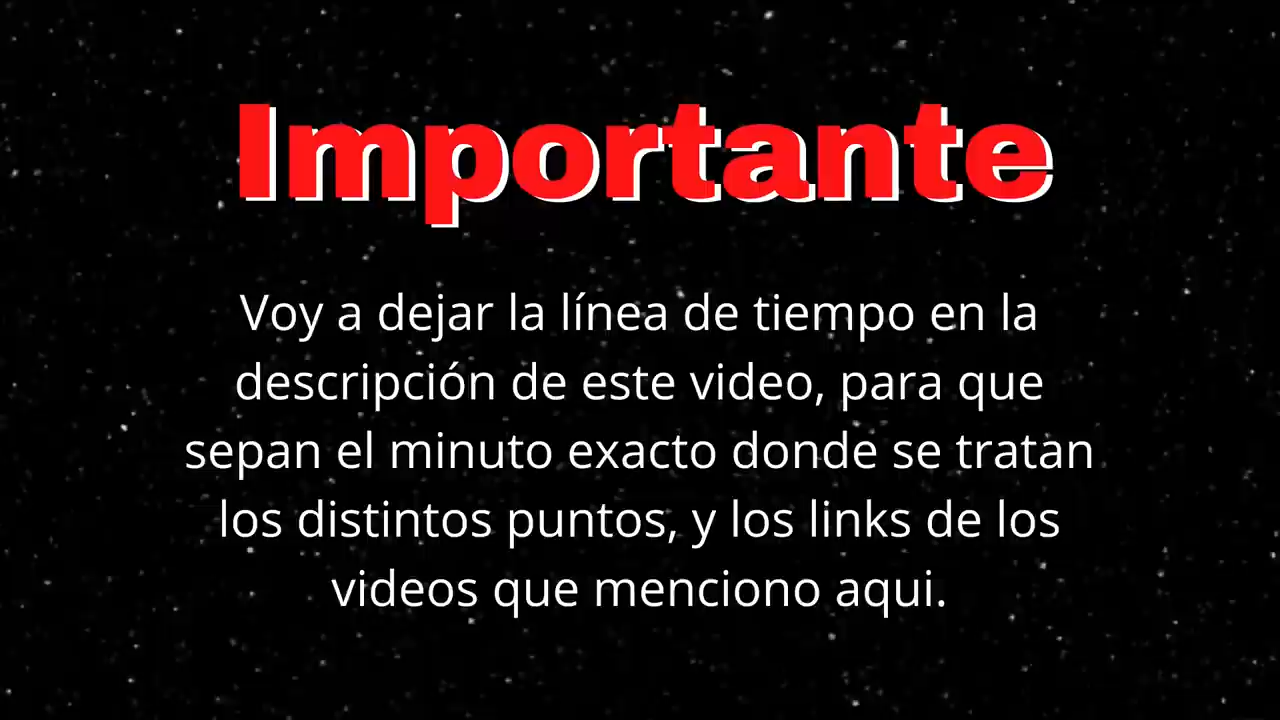 Importante
Voy a dejar la línea de tiempo en la
descripción de este video, para que
sepan el minuto exacto donde se tratan
los distintos puntos, y los links de los
videos que menciono aqui.